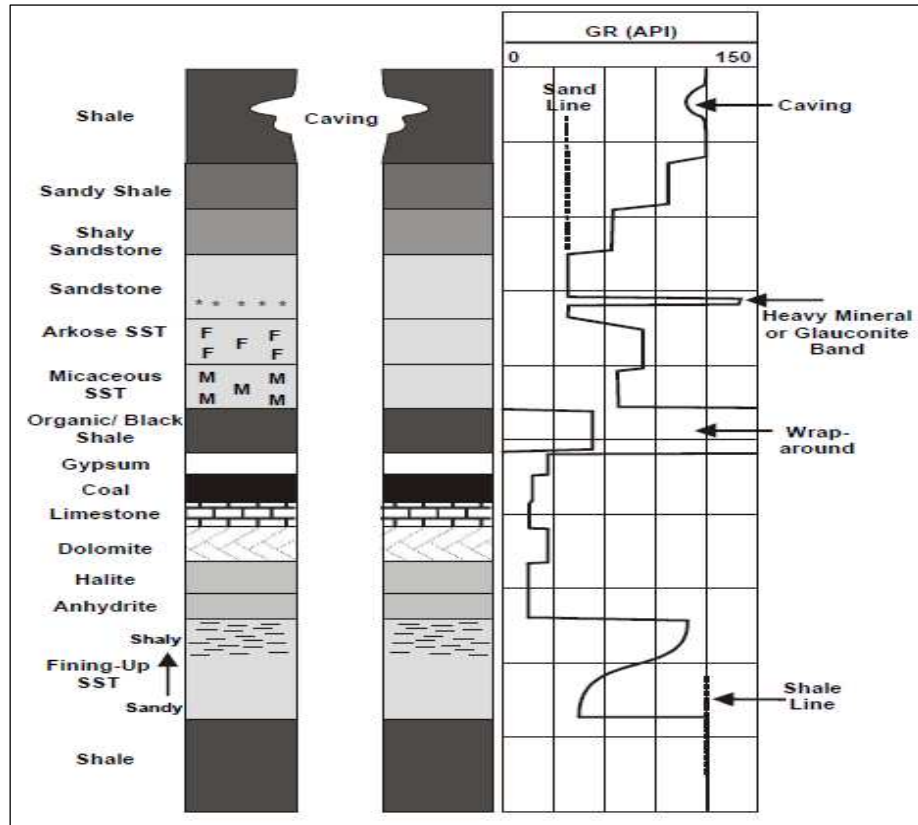 GR (API)
0 150
Sand
Line
Caving
Caving
Shale
Sandy Shale
Shaly
Sandstone
Sandstone
* * * * *
Heavy Mineral
or Glauconite
Band
Arkose SST
F F F
F F
Micaceous
SST
M M M
M M
Organic/ Black
Shale
Wrap-
around
Gypsum
Coal
Limestone
Dolomite
Halite
Anhydrite
Shaly
Fining-Up
SST
Sandy
Shale
Line
Shale